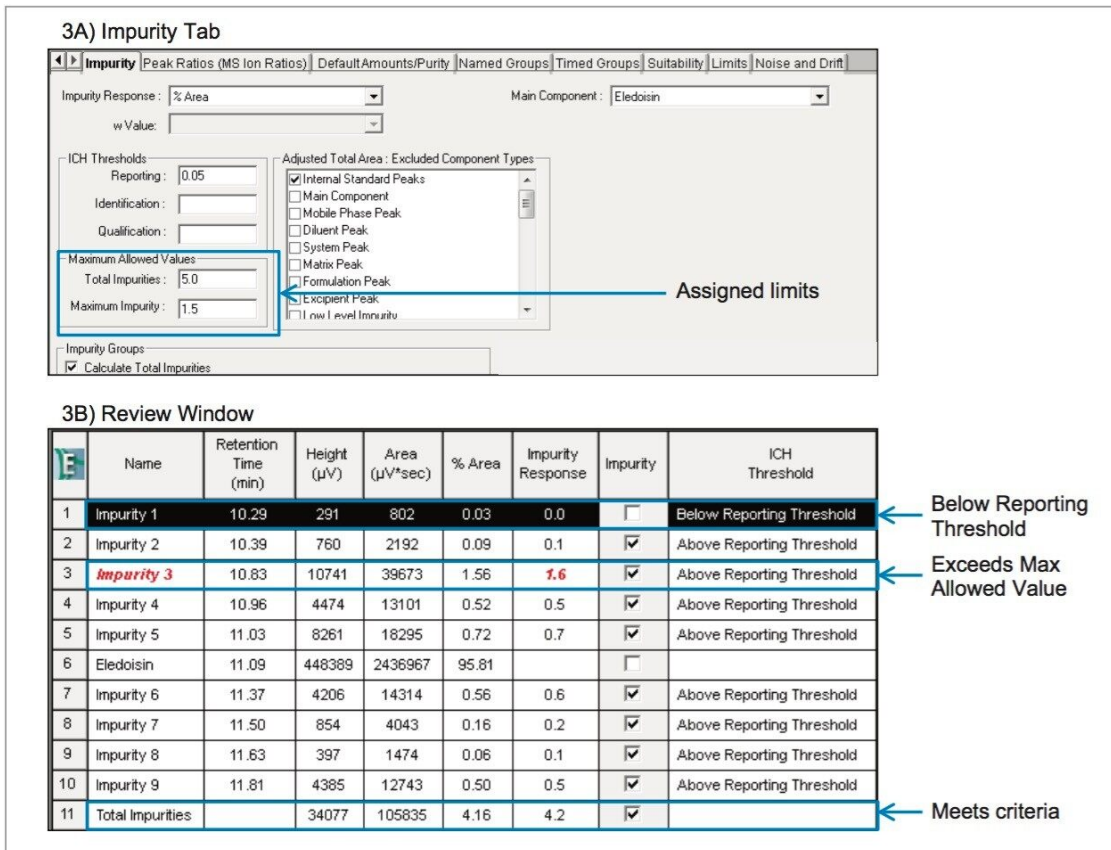 3A) Impurity Tab
Impurity Peak Ratios (MS Ion Ratios) Default Amounts/Purity Named Groups Timed Groups Suitability Limits Noise and Drift
Impurity Response : % Area Main Component : Eledoisin
w Value:
ICH Thresholds
Reporting : 0.05
Identification :
Qualification :
Maximum Allowed Values
Total Impurities : 5.0
Maximum Impurity : 1.5
Adjusted Total Area : Excluded Component Types
Internal Standard Peaks
Main Component
Mobile Phase Peak
Diluent Peak
System Peak
Matrix Peak
Formulation Peak
Excipient Peak
Low Level Impurity
Assigned limits
Impurity Groups
Calculate Total Impurities
3B) Review Window
Name Retention Time (min) Height (µV) Area (µV*sec) % Area Impurity Response Impurity ICH Threshold
1 Impurity 1 10.29 291 802 0.03 0.0 Below Reporting Threshold
2 Impurity 2 10.39 760 2192 0.09 0.1 Above Reporting Threshold
3 Impurity 3 10.83 10741 39673 1.56 1.6 Above Reporting Threshold
4 Impurity 4 10.96 4474 13101 0.52 0.5 Above Reporting Threshold
5 Impurity 5 11.03 8261 18295 0.72 0.7 Above Reporting Threshold
6 Eledoisin 11.09 448389 2436967 95.81
7 Impurity 6 11.37 4206 14314 0.56 0.6 Above Reporting Threshold
8 Impurity 7 11.50 854 4043 0.16 0.2 Above Reporting Threshold
9 Impurity 8 11.63 397 1474 0.06 0.1 Above Reporting Threshold
10 Impurity 9 11.81 4385 12743 0.50 0.5 Above Reporting Threshold
11 Total Impurities 34077 105835 4.16 4.2
Below Reporting
Threshold
Exceeds Max
Allowed Value
Meets criteria